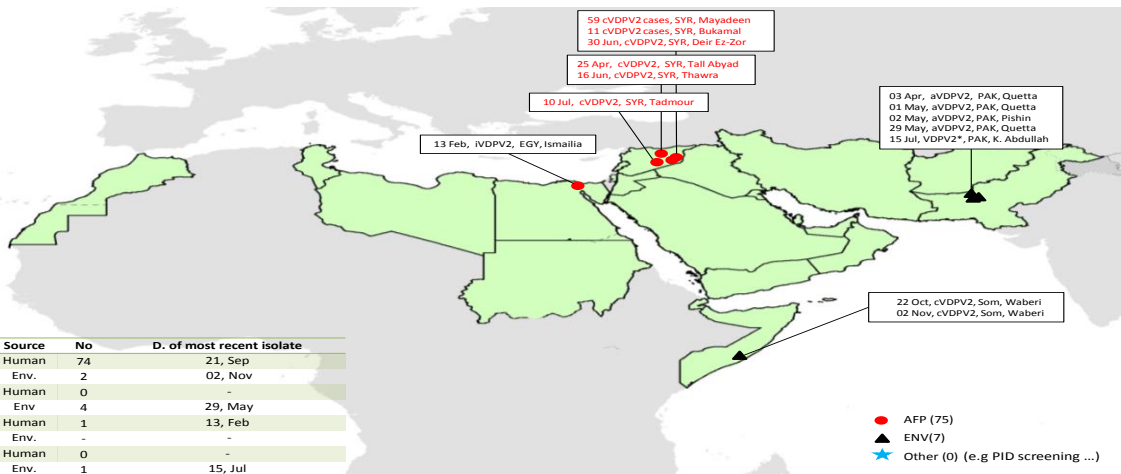 59 cVDPV2 cases, SYR, Mayadeen
11 cVDPV2 cases, SYR, Bukamal
30 Jun, cVDPV2, SYR, Deir Ez-Zor
25 Apr, cVDPV2, SYR, Tall Abyad
16 Jun, cVDPV2, SYR, Thawra
10 Jul, cVDPV2, SYR, Tadmour
13 Feb, iVDPV2, EGY, Ismailia
03 Apr, aVDPV2, PAK, Quetta
01 May, aVDPV2, PAK, Quetta
02 May, aVDPV2, PAK, Pishin
29 May, aVDPV2, PAK, Quetta
15 Jul, VDPV2*, PAK, K. Abdullah
22 Oct, cVDPV2, Som, Waberi
02 Nov, cVDPV2, Som, Waberi
Source No D. of most recent isolate
Human 74 21, Sep
Env. 2 02, Nov
Human 0 -
Env 4 29, May
Human 1 13, Feb
Env. - -
Human 0 -
Env. 1 15, Jul
AFP (75)
ENV(7)
Other (0) (e.g PID screening ...)